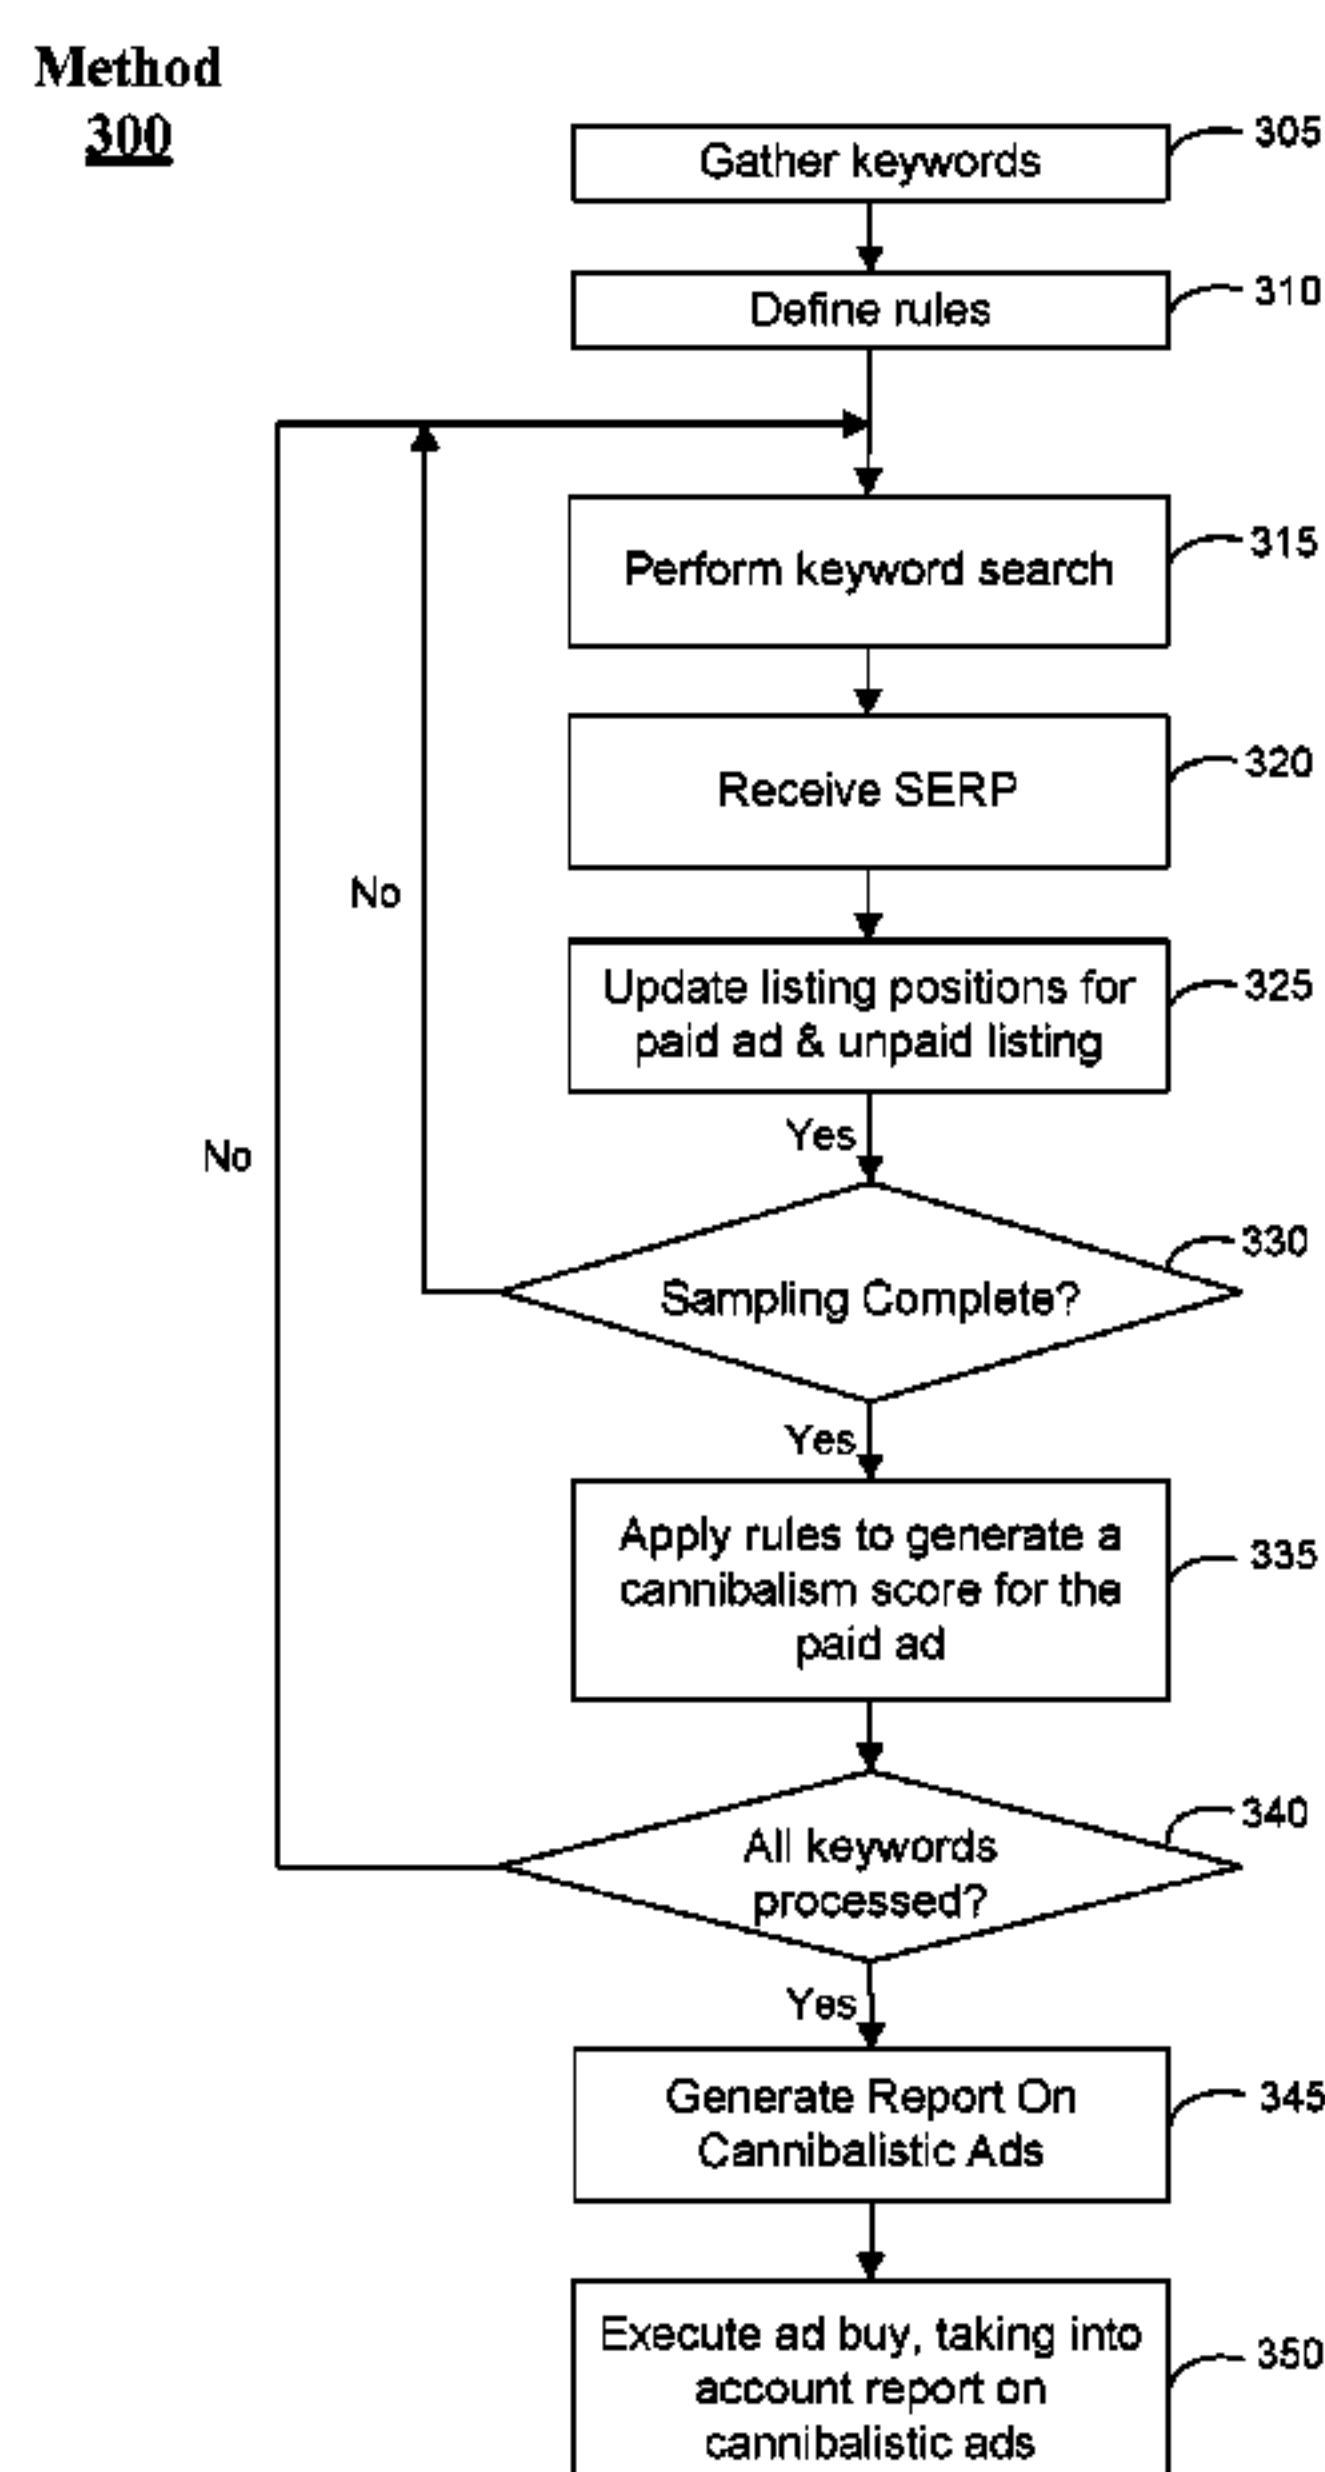 Method
300
Gather keywords
305
Define rules
310
Perform keyword search
315
Receive SERP
320
No
Update listing positions for
paid ad & unpaid listing
325
Yes
No
Sampling Complete?
330
Yes
Apply rules to generate a
cannibalism score for the
paid ad
335
All keywords
processed?
340
Yes
Generate Report On
Cannibalistic Ads
345
Execute ad buy, taking into
account report on
cannibalistic ads
350